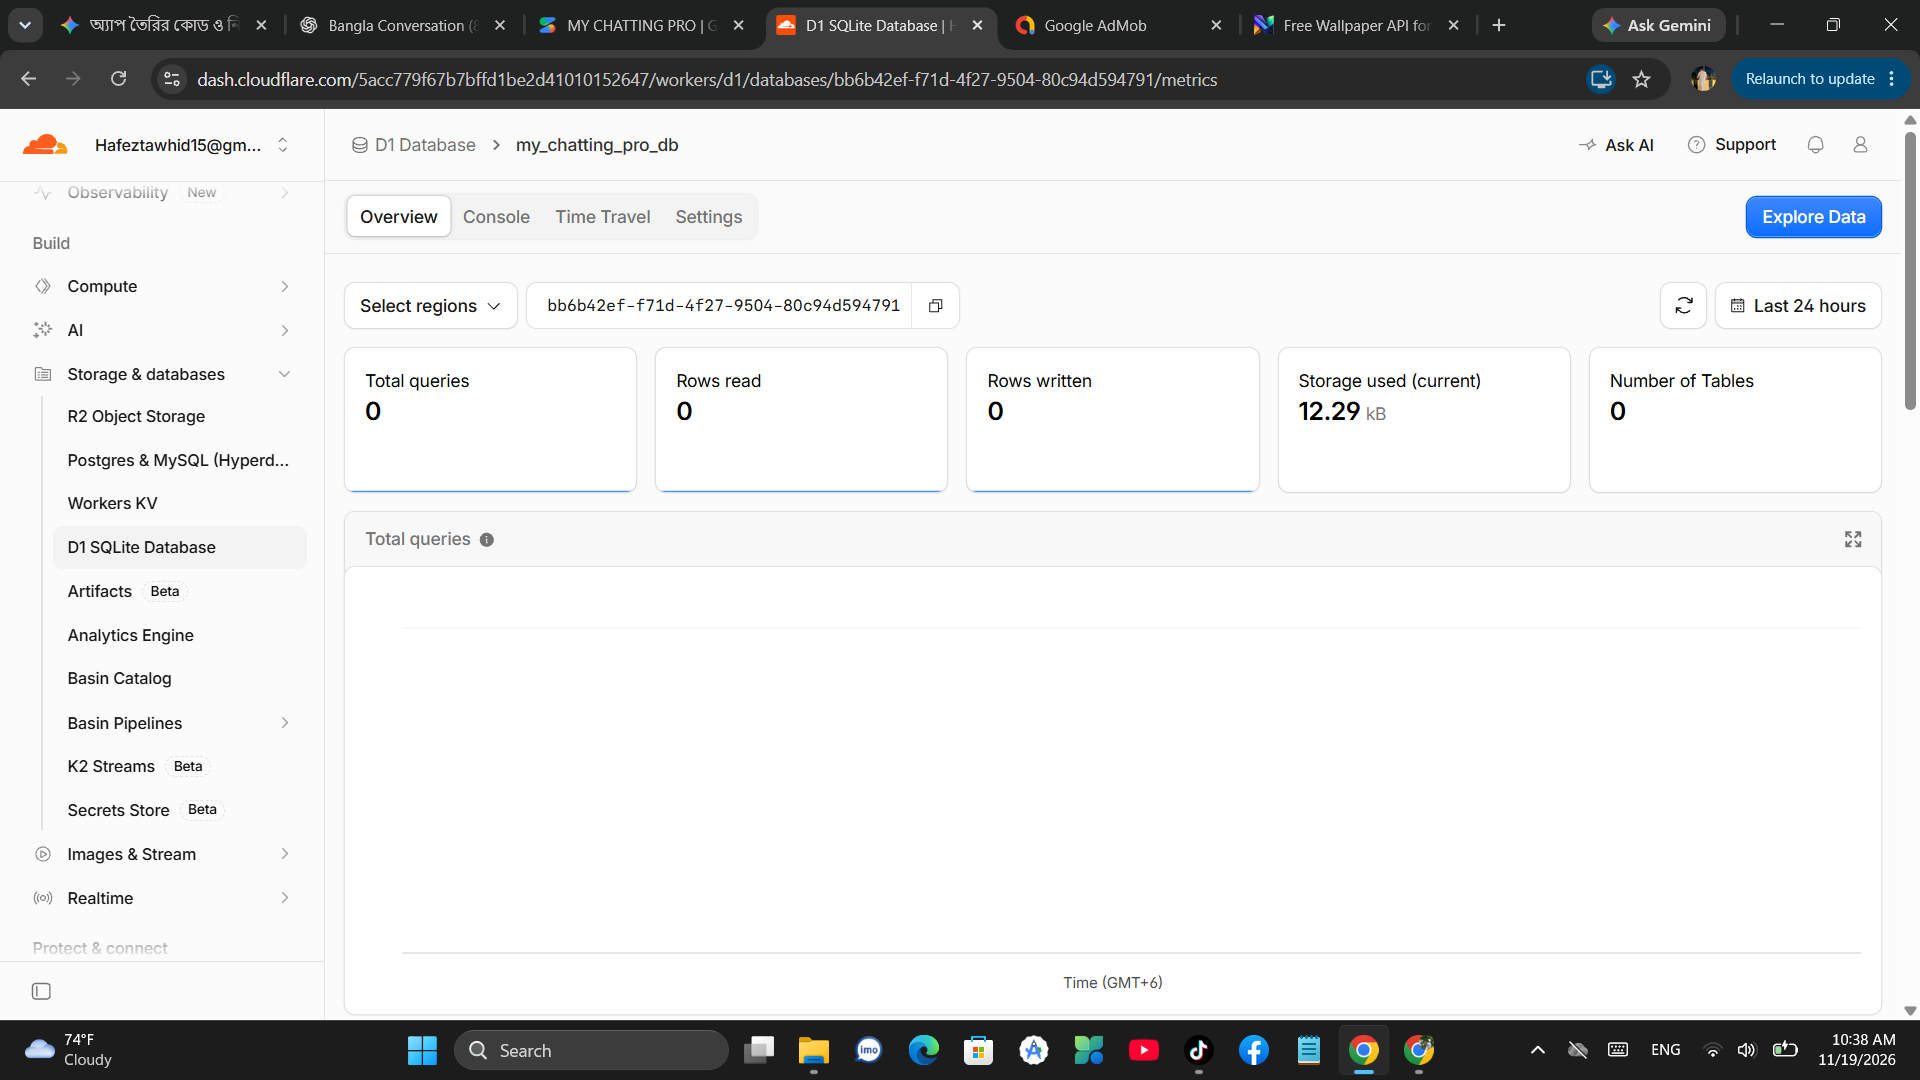 অ্যাপ তৈরির কোড ও নি
Bangla Conversation (8
MY CHATTING PRO | G
D1 SQLite Database | H
Google AdMob
Free Wallpaper API for
Ask Gemini
dash.cloudflare.com/5acc779f67b7bffd1be2d41010152647/workers/d1/databases/bb6b42ef-f71d-4f27-9504-80c94d594791/metrics
Relaunch to update
Hafeztawhid15@gm...
D1 Database > my_chatting_pro_db
Ask AI
Support
Observability New
Build
Compute
AI
Storage & databases
R2 Object Storage
Postgres & MySQL (Hyperd...
Workers KV
D1 SQLite Database
Artifacts Beta
Analytics Engine
Basin Catalog
Basin Pipelines
K2 Streams Beta
Secrets Store Beta
Images & Stream
Realtime
Protect & connect
Overview Console Time Travel Settings
Explore Data
Select regions
bb6b42ef-f71d-4f27-9504-80c94d594791
Last 24 hours
Total queries
0
Rows read
0
Rows written
0
Storage used (current)
12.29 kB
Number of Tables
0
Total queries
Time (GMT+6)
74°F
Cloudy
Search
imo
ENG
10:38 AM
11/19/2026